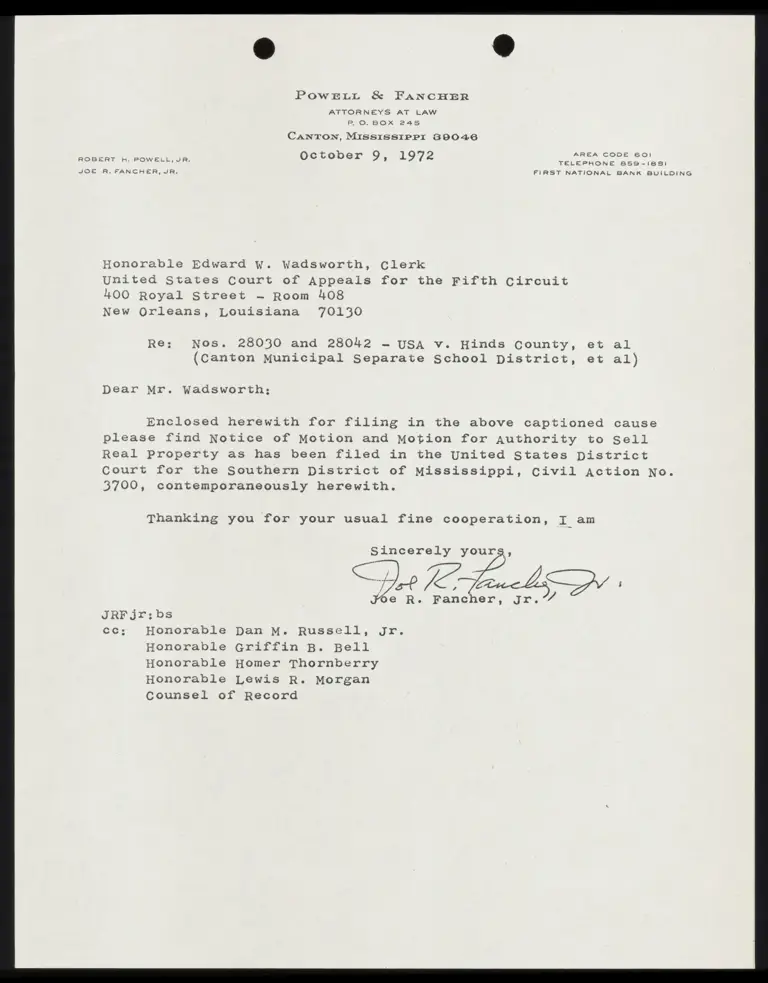 POWELL & FANCHER
ATTORNEYS AT LAW
P. O. BOX 245
CANTON, MISSISSIPPI 39046
ROBERT H. POWELL, JR.
JOE R. FANCHER, JR.
October 9, 1972
AREA CODE 601
TELEPHONE 859-1851
FIRST NATIONAL BANK BUILDING
Honorable Edward W. Wadsworth, Clerk
United States Court of Appeals for the Fifth Circuit
400 Royal Street - Room 408
New Orleans, Louisiana 70130
Re: Nos. 28030 and 28042 - USA v. Hinds County, et al
(Canton Municipal Separate School District, et al)
Dear Mr. Wadsworth:
Enclosed herewith for filing in the above captioned cause
please find Notice of Motion and Motion for Authority to Sell
Real Property as has been filed in the United States District
Court for the Southern District of Mississippi, Civil Action No.
3700, contemporaneously herewith.
Thanking you for your usual fine cooperation, I am
Sincerely yours,
Joe R. Fancher, Jr.
Joe R. Fancher, Jr.
JRFjr:bs
cc: Honorable Dan M. Russell, Jr.
Honorable Griffin B. Bell
Honorable Homer Thornberry
Honorable Lewis R. Morgan
Counsel of Record